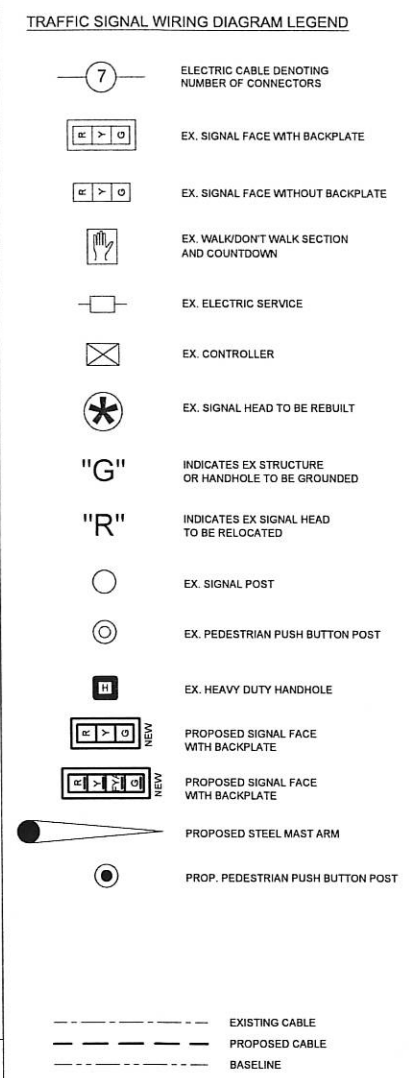 TRAFFIC SIGNAL WIRING DIAGRAM LEGEND
7
ELECTRIC CABLE DENOTING
NUMBER OF CONNECTORS
R Y G
EX. SIGNAL FACE WITH BACKPLATE
R Y G
EX. SIGNAL FACE WITHOUT BACKPLATE
EX. WALK/DON'T WALK SECTION
AND COUNTDOWN
EX. ELECTRIC SERVICE
EX. CONTROLLER
EX. SIGNAL HEAD TO BE REBUILT
"G"
INDICATES EX STRUCTURE
OR HANDHOLE TO BE GROUNDED
"R"
INDICATES EX SIGNAL HEAD
TO BE RELOCATED
EX. SIGNAL POST
EX. PEDESTRIAN PUSH BUTTON POST
H
EX. HEAVY DUTY HANDHOLE
R Y G NEW
PROPOSED SIGNAL FACE
WITH BACKPLATE
R Y FYA G NEW
PROPOSED SIGNAL FACE
WITH BACKPLATE
PROPOSED STEEL MAST ARM
PROP. PEDESTRIAN PUSH BUTTON POST
EXISTING CABLE
PROPOSED CABLE
BASELINE